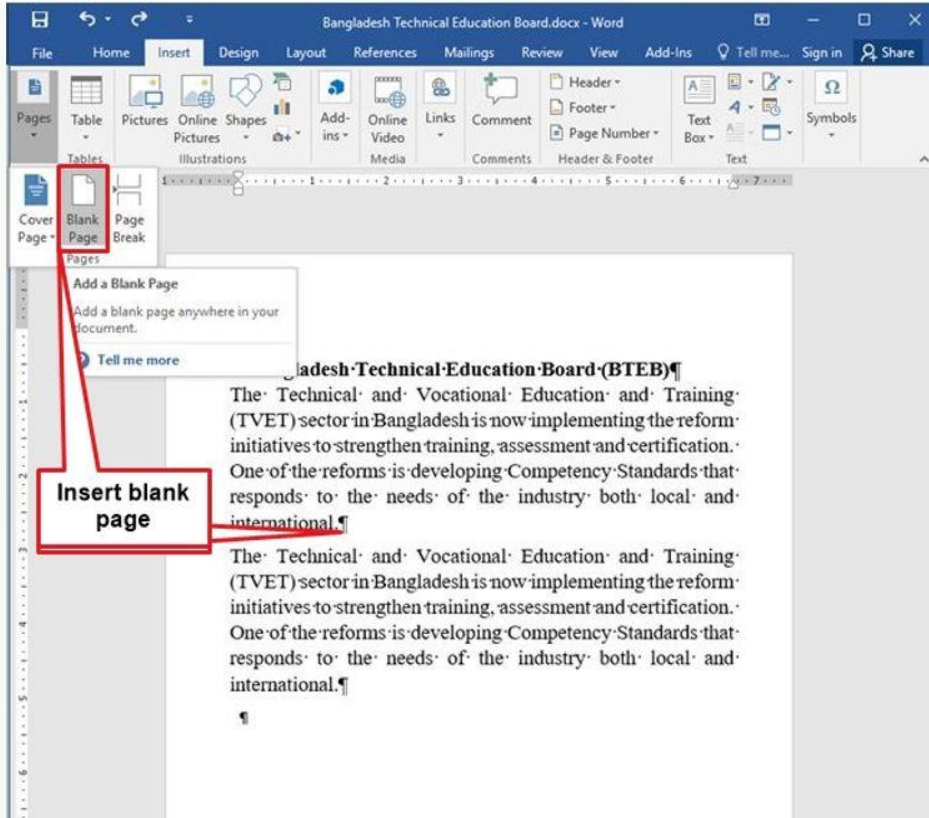 Bangladesh Technical Education Board.docx - Word
File Home Insert Design Layout References Mailings Review View Add-Ins Tell me... Sign in Share
Pages
Table
Tables
Pictures
Online Pictures
Shapes
Illustrations
Add-ins
Online Video
Media
Links
Comment
Comments
Header
Footer
Page Number
Header & Footer
Text Box
Text
Symbols
Cover Page
Blank Page
Page Break
Pages
1 1 2 3 4 5 6 7
Add a Blank Page
Add a blank page anywhere in your
document.
Tell me more
ladesh·Technical·Education·Board·(BTEB)¶
The· Technical· and· Vocational· Education· and· Training·
(TVET)·sector·in·Bangladesh·is·now·implementing·the·reform·
initiatives·to·strengthen·training,·assessment·and·certification.·
One·of·the·reforms·is·developing·Competency·Standards·that·
responds· to· the· needs· of· the· industry· both· local· and·
international.¶
Insert blank
page
The· Technical· and· Vocational· Education· and· Training·
(TVET)·sector·in·Bangladesh·is·now·implementing·the·reform·
initiatives·to·strengthen·training,·assessment·and·certification.·
One·of·the·reforms·is·developing·Competency·Standards·that·
responds· to· the· needs· of· the· industry· both· local· and·
international.¶
¶